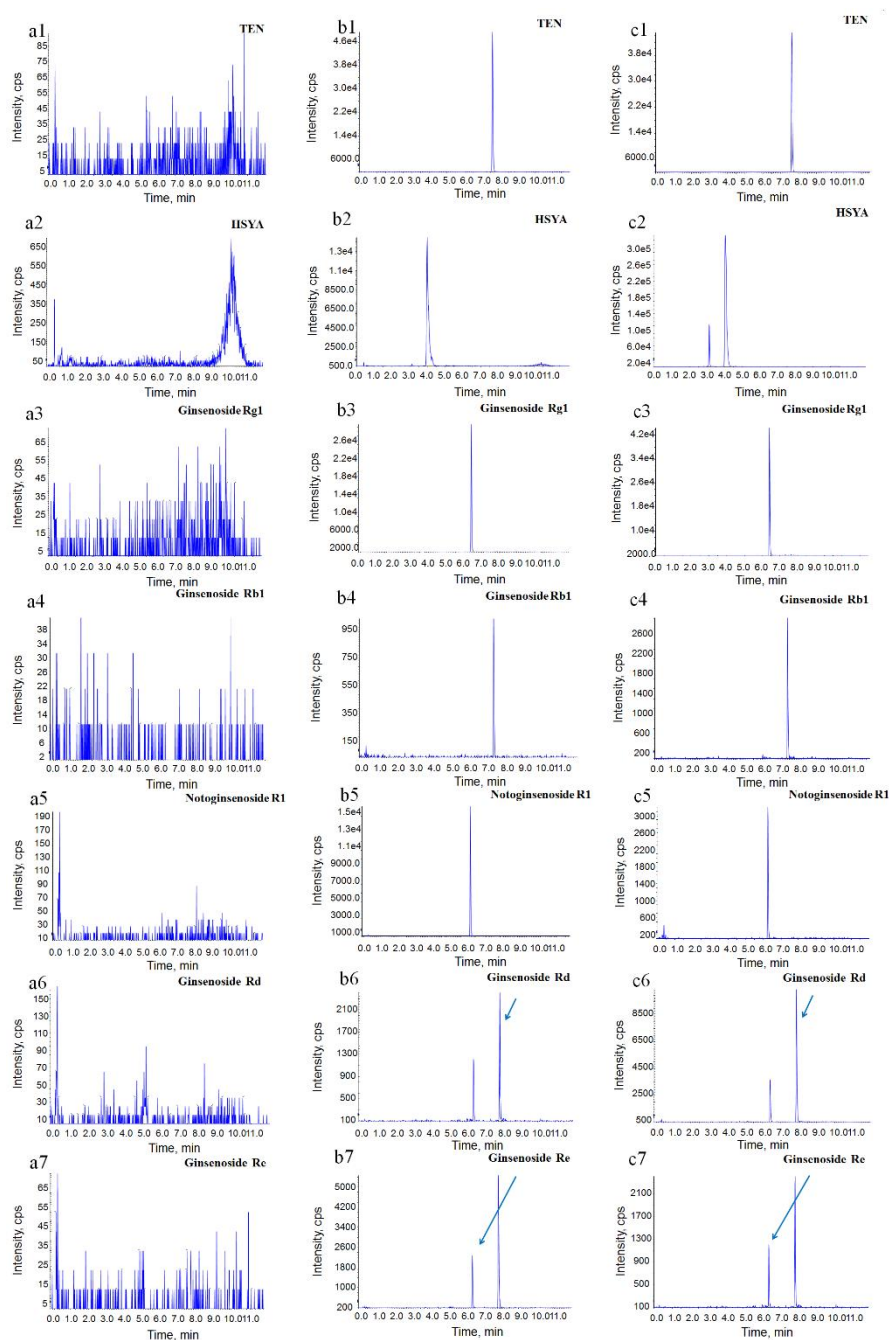 a1 TEN
Intensity, cps
85
65
45
25
5
0.0 1.0 2.0 3.0 4.0 5.0 6.0 7.0 8.0 9.0 10.011.0
Time, min
b1 TEN
Intensity, cps
4.6e4
3.8e4
3.0e4
2.2e4
1.4e4
6000.0
0.0 1.0 2.0 3.0 4.0 5.0 6.0 7.0 8.0 9.0 10.011.0
Time, min
c1 TEN
Intensity, cps
3.8e4
3.0e4
2.2e4
1.4e4
6000.0
0.0 1.0 2.0 3.0 4.0 5.0 6.0 7.0 8.0 9.0 10.011.0
Time, min
a2 HSYA
Intensity, cps
650
550
450
350
250
150
50
0.0 1.0 2.0 3.0 4.0 5.0 6.0 7.0 8.0 9.0 10.011.0
Time, min
b2 HSYA
Intensity, cps
1.3e4
8500.0
6500.0
4500.0
2500.0
500.0
0.0 1.0 2.0 3.0 4.0 5.0 6.0 7.0 8.0 9.0 10.011.0
Time, min
c2 HSYA
Intensity, cps
3.0e5
2.6e5
2.2e5
1.8e5
1.4e5
1.0e5
6.0e4
2.0e4
0.0 1.0 2.0 3.0 4.0 5.0 6.0 7.0 8.0 9.0 10.011.0
Time, min
a3 Ginsenoside Rg1
Intensity, cps
65
55
45
35
25
15
5
0.0 1.0 2.0 3.0 4.0 5.0 6.0 7.0 8.0 9.0 10.011.0
Time, min
b3 Ginsenoside Rg1
Intensity, cps
2.6e4
2.2e4
1.8e4
1.4e4
1.0e4
6000.0
2000.0
0.0 1.0 2.0 3.0 4.0 5.0 6.0 7.0 8.0 9.0 10.011.0
Time, min
c3 Ginsenoside Rg1
Intensity, cps
4.2e4
3.4e4
2.6e4
1.8e4
1.0e4
2000.0
0.0 1.0 2.0 3.0 4.0 5.0 6.0 7.0 8.0 9.0 10.011.0
Time, min
a4 Ginsenoside Rb1
Intensity, cps
38
34
30
26
22
18
14
10
6
2
0.0 1.0 2.0 3.0 4.0 5.0 6.0 7.0 8.0 9.0 10.011.0
Time, min
b4 Ginsenoside Rb1
Intensity, cps
950
750
550
350
150
0.0 1.0 2.0 3.0 4.0 5.0 6.0 7.0 8.0 9.0 10.011.0
Time, min
c4 Ginsenoside Rb1
Intensity, cps
2600
2200
1800
1400
1000
600
200
0.0 1.0 2.0 3.0 4.0 5.0 6.0 7.0 8.0 9.0 10.011.0
Time, min
a5 Notoginsenoside R1
Intensity, cps
190
170
150
130
110
90
70
50
30
10
0.0 1.0 2.0 3.0 4.0 5.0 6.0 7.0 8.0 9.0 10.011.0
Time, min
b5 Notoginsenoside R1
Intensity, cps
1.5e4
1.3e4
1.1e4
9000.0
7000.0
5000.0
3000.0
1000.0
0.0 1.0 2.0 3.0 4.0 5.0 6.0 7.0 8.0 9.0 10.011.0
Time, min
c5 Notoginsenoside R1
Intensity, cps
3000
2600
2200
1800
1400
1000
600
200
0.0 1.0 2.0 3.0 4.0 5.0 6.0 7.0 8.0 9.0 10.011.0
Time, min
a6 Ginsenoside Rd
Intensity, cps
150
130
110
90
70
50
30
10
0.0 1.0 2.0 3.0 4.0 5.0 6.0 7.0 8.0 9.0 10.011.0
Time, min
b6 Ginsenoside Rd
Intensity, cps
2100
1700
1300
900
500
100
0.0 1.0 2.0 3.0 4.0 5.0 6.0 7.0 8.0 9.0 10.011.0
Time, min
c6 Ginsenoside Rd
Intensity, cps
8500
6500
4500
2500
500
0.0 1.0 2.0 3.0 4.0 5.0 6.0 7.0 8.0 9.0 10.011.0
Time, min
a7 Ginsenoside Re
Intensity, cps
75
65
55
45
35
25
15
5
0.0 1.0 2.0 3.0 4.0 5.0 6.0 7.0 8.0 9.0 10.011.0
Time, min
b7 Ginsenoside Re
Intensity, cps
5000
4200
3400
2600
1800
1000
200
0.0 1.0 2.0 3.0 4.0 5.0 6.0 7.0 8.0 9.0 10.011.0
Time, min
c7 Ginsenoside Re
Intensity, cps
2100
1700
1300
900
500
100
0.0 1.0 2.0 3.0 4.0 5.0 6.0 7.0 8.0 9.0 10.011.0
Time, min